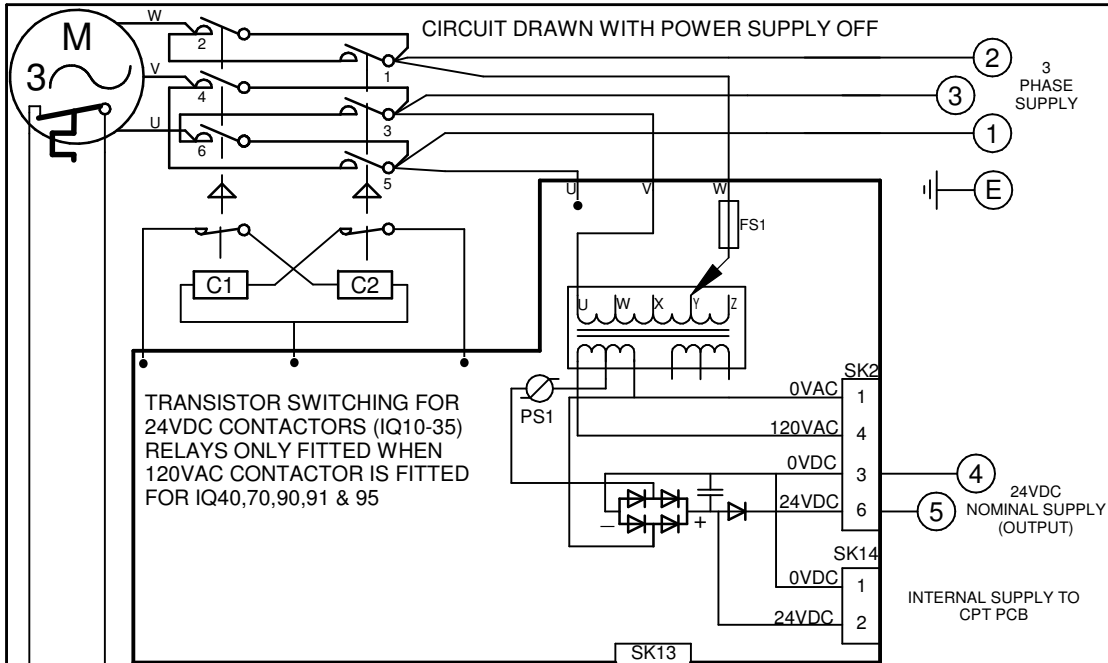 CIRCUIT DRAWN WITH POWER SUPPLY OFF
M
3
W
V
U
2
4
6
1
3
5
2
3
1
E
3
PHASE
SUPPLY
C1
C2
U
V
W
FS1
U
W
X
Y
Z
PS1
TRANSISTOR SWITCHING FOR
24VDC CONTACTORS (IQ10-35)
RELAYS ONLY FITTED WHEN
120VAC CONTACTOR IS FITTED
FOR IQ40,70,90,91 & 95
SK2
0VAC 1
120VAC 4
0VDC 3
24VDC 6
4
5
24VDC
NOMINAL SUPPLY
(OUTPUT)
– +
SK14
0VDC 1
24VDC 2
INTERNAL SUPPLY TO
CPT PCB
SK13